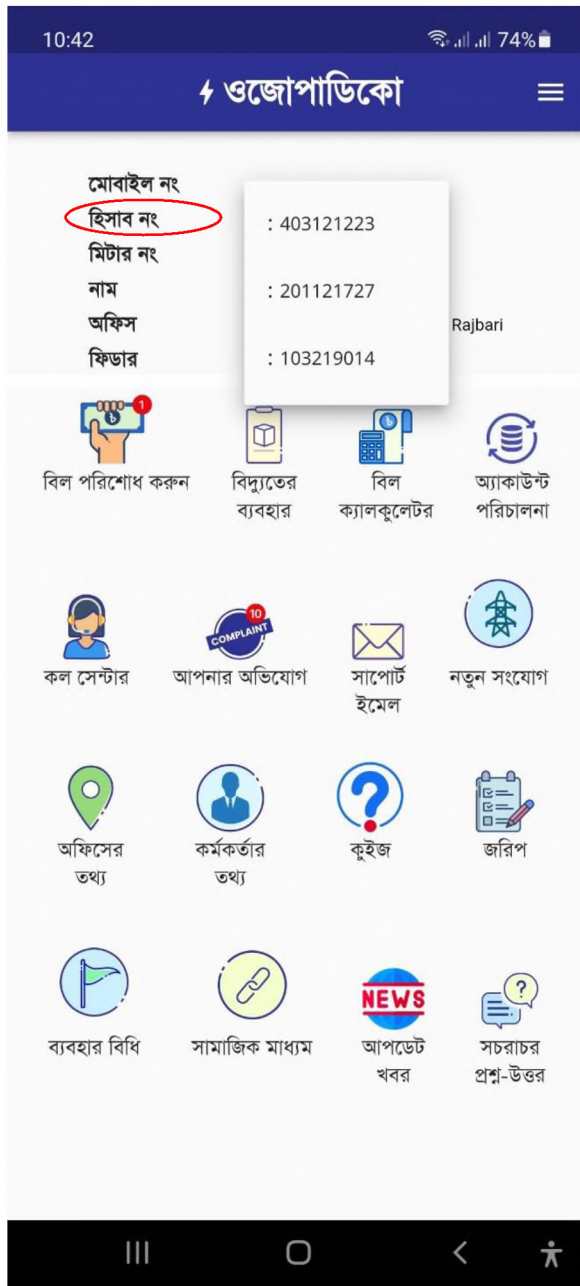 10:42
74%
ওজোপাডিকো
মোবাইল নং
হিসাব নং
: 403121223
মিটার নং
নাম
: 201121727
অফিস
Rajbari
ফিডার
: 103219014
1
বিল পরিশোধ করুন
বিদ্যুতের
ব্যবহার
বিল
ক্যালকুলেটর
অ্যাকাউন্ট
পরিচালনা
কল সেন্টার
10
COMPLAINT
আপনার অভিযোগ
সাপোর্ট
ইমেল
নতুন সংযোগ
অফিসের
তথ্য
কর্মকর্তার
তথ্য
কুইজ
জরিপ
ব্যবহার বিধি
সামাজিক মাধ্যম
NEWS
আপডেট
খবর
সচরাচর
প্রশ্ন-উত্তর